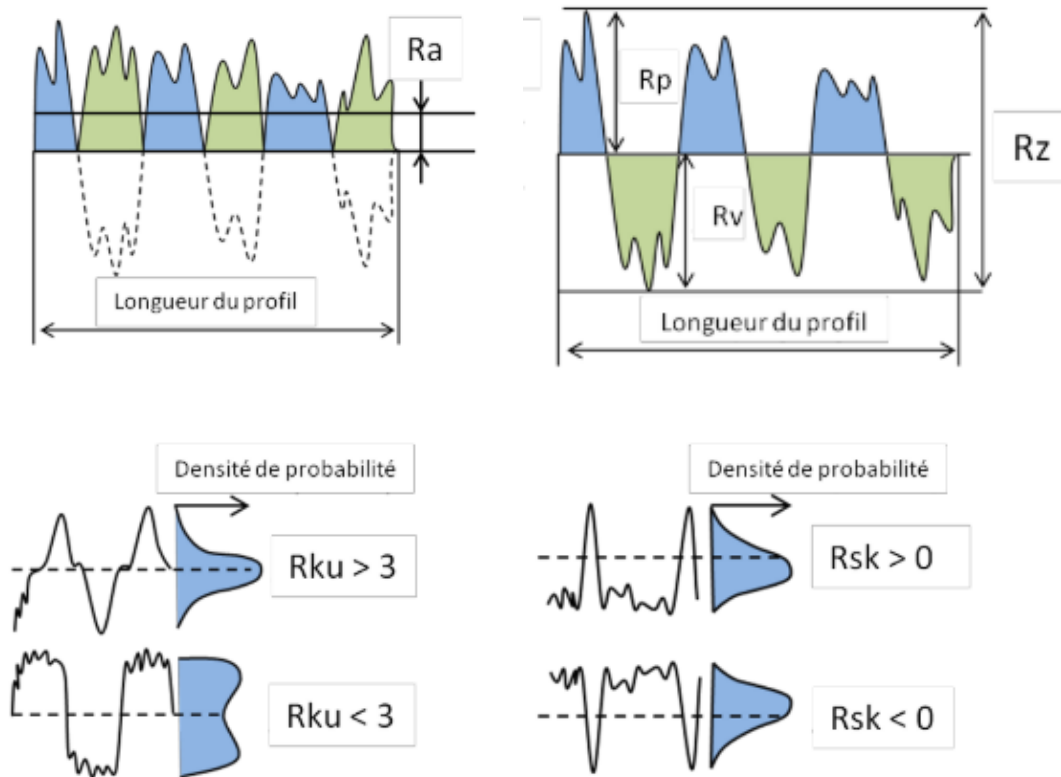 Ra
Rp
Rz
Rv
Longueur du profil
Longueur du profil
Densité de probabilité
Densité de probabilité
Rku > 3
Rsk > 0
Rku < 3
Rsk < 0